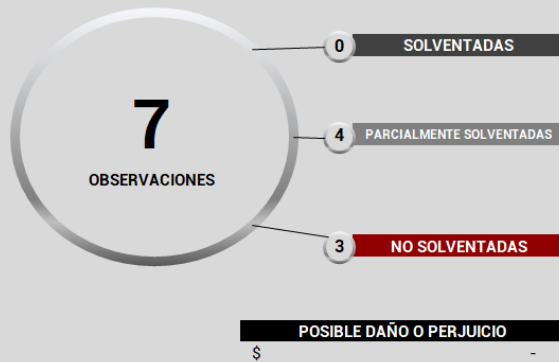 7
OBSERVACIONES
0 SOLVENTADAS
4 PARCIALMENTE SOLVENTADAS
3 NO SOLVENTADAS
POSIBLE DAÑO O PERJUICIO
$ -